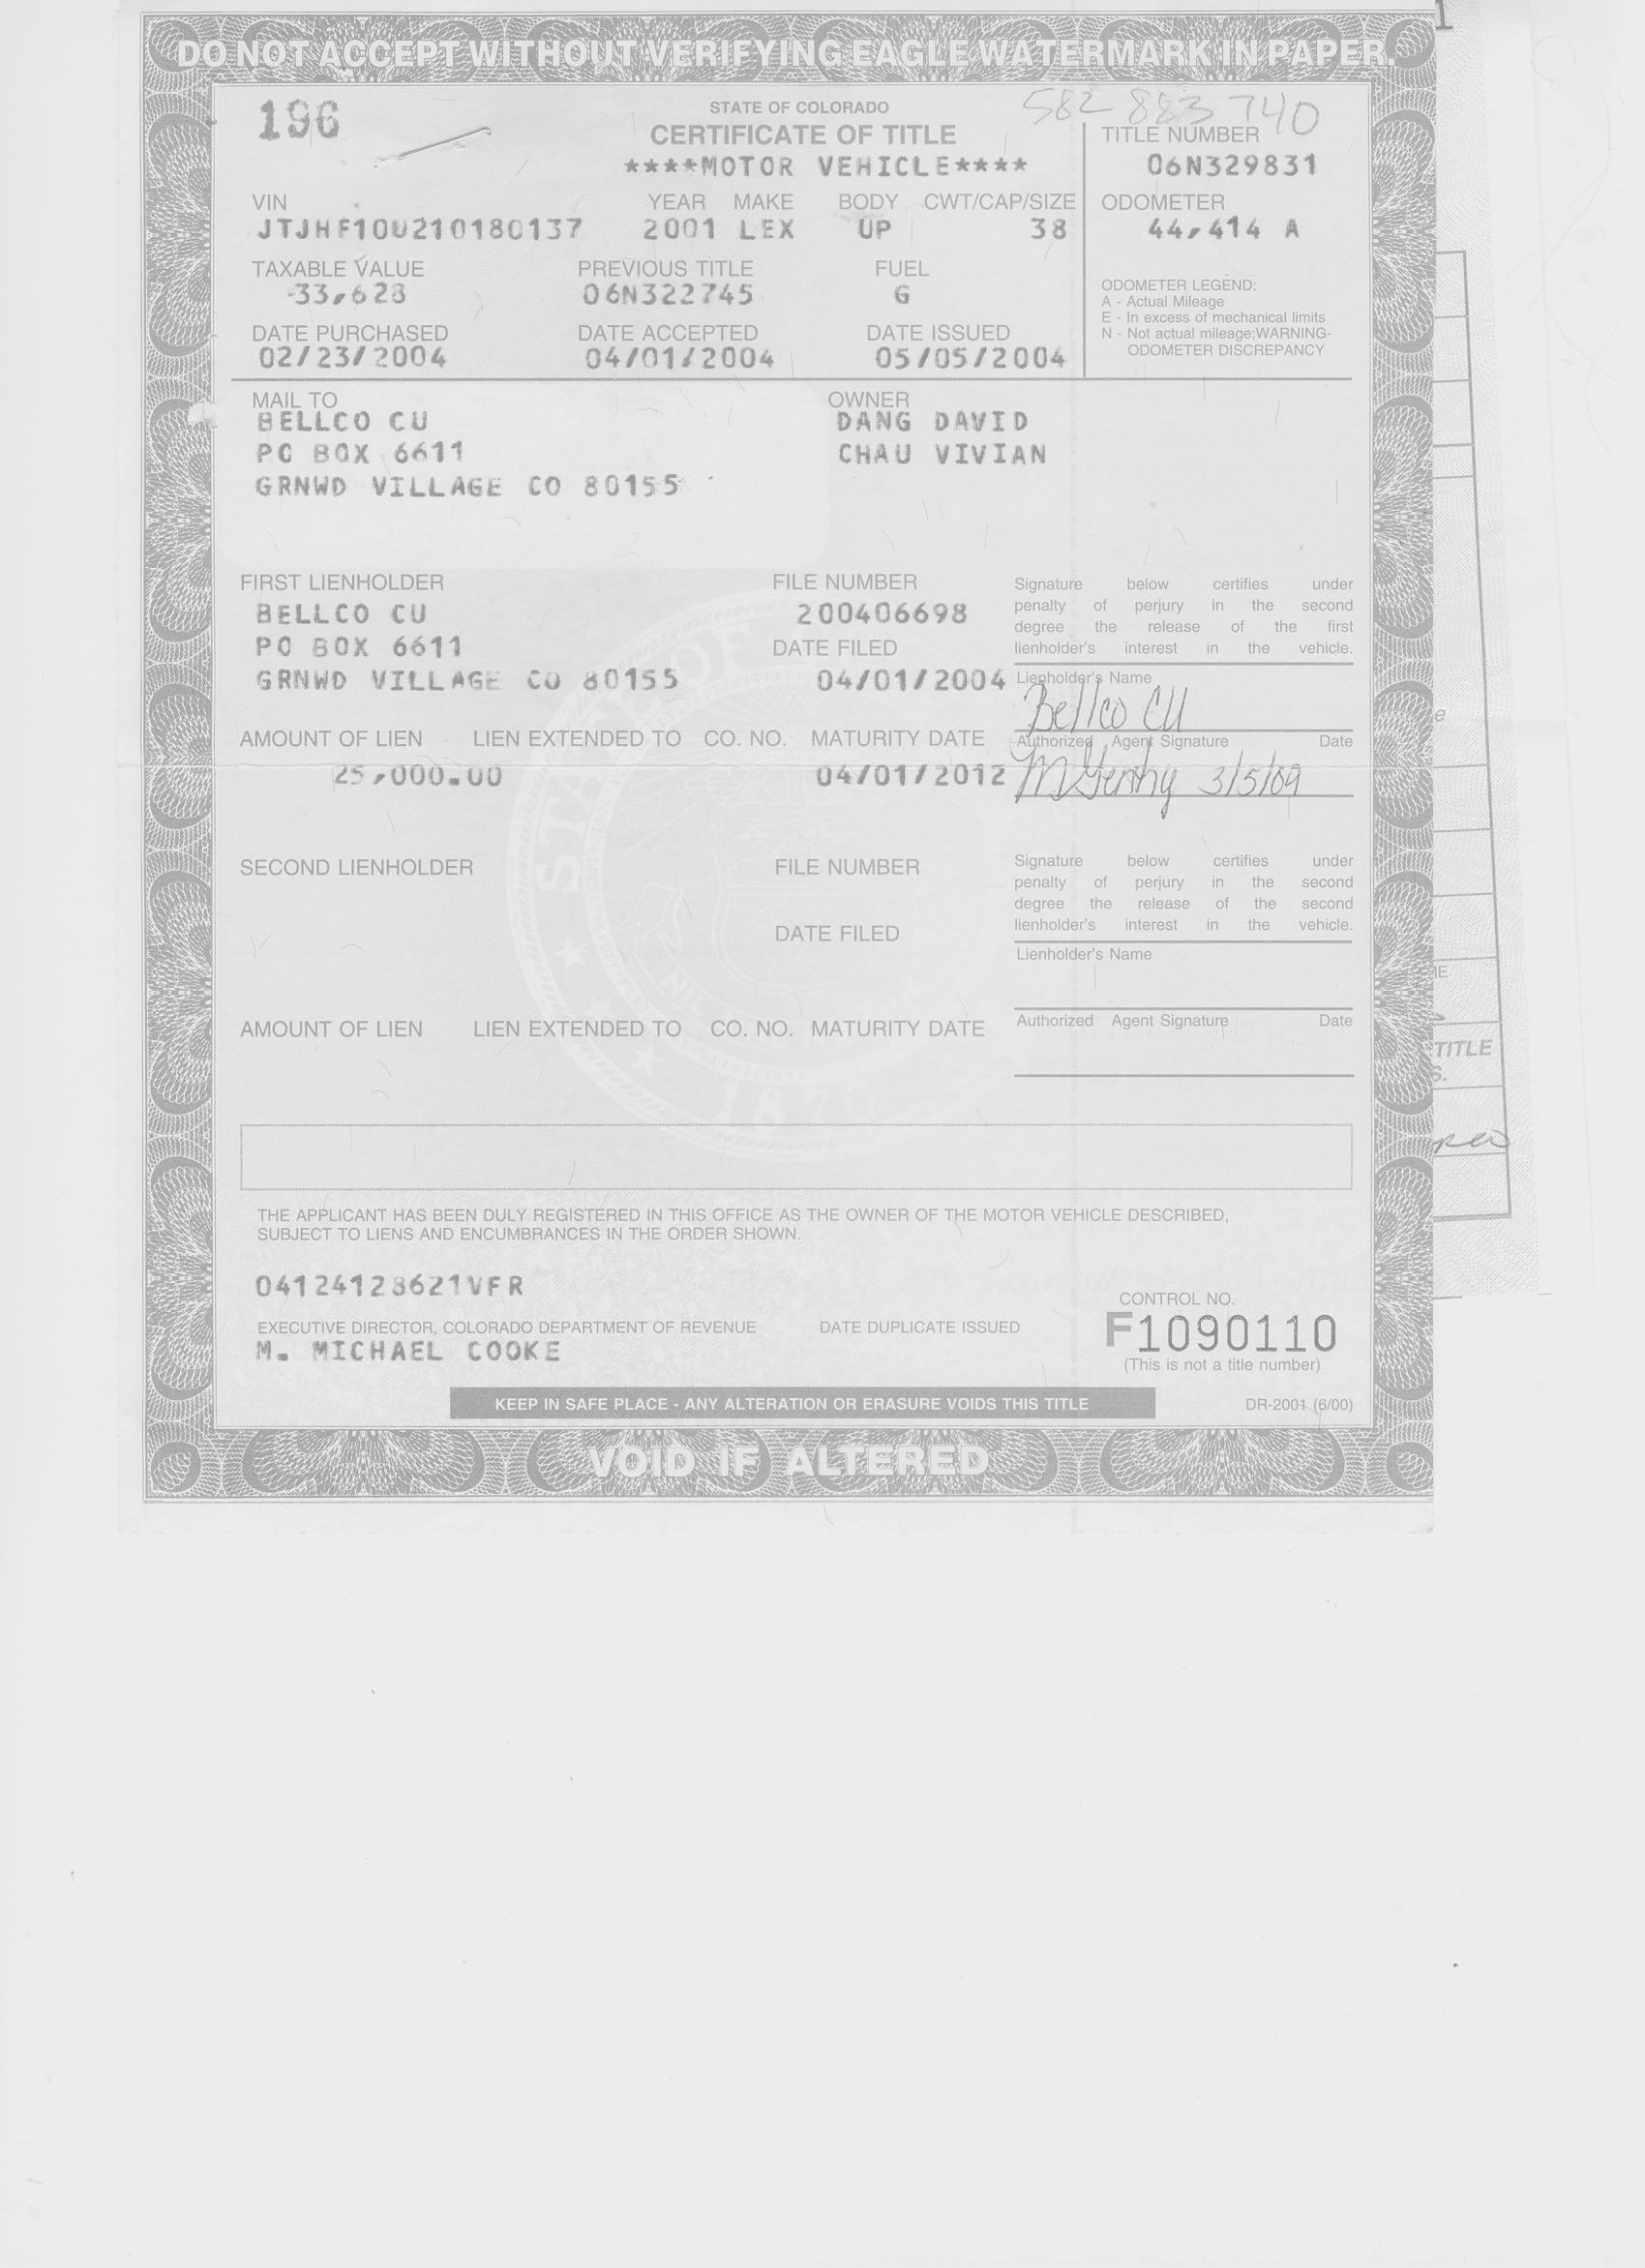 DO NOT ACCEPT WITHOUT VERIFYING EAGLE WATERMARK IN PAPER.
196
STATE OF COLORADO
582 883 740
CERTIFICATE OF TITLE
TITLE NUMBER
****MOTOR VEHICLE****
06N329831
VIN YEAR MAKE BODY CWT/CAP/SIZE ODOMETER
JTJHF10U210180137 2001 LEX UP 38 44,414 A
TAXABLE VALUE PREVIOUS TITLE FUEL
33,628 06N322745 G
ODOMETER LEGEND:
A - Actual Mileage
E - In excess of mechanical limits
N - Not actual mileage;WARNING-
ODOMETER DISCREPANCY
DATE PURCHASED DATE ACCEPTED DATE ISSUED
02/23/2004 04/01/2004 05/05/2004
MAIL TO OWNER
BELLCO CU DANG DAVID
PO BOX 6611 CHAU VIVIAN
GRNWD VILLAGE CO 80155
FIRST LIENHOLDER FILE NUMBER
BELLCO CU 200406698
PO BOX 6611 DATE FILED
GRNWD VILLAGE CO 80155 04/01/2004
Signature below certifies under
penalty of perjury in the second
degree the release of the first
lienholder's interest in the vehicle.
Lienholder's Name
Bellco CU
AMOUNT OF LIEN LIEN EXTENDED TO CO. NO. MATURITY DATE
Authorized Agent Signature Date
25,000.00 04/01/2012
3/5/09
SECOND LIENHOLDER FILE NUMBER
DATE FILED
Signature below certifies under
penalty of perjury in the second
degree the release of the second
lienholder's interest in the vehicle.
Lienholder's Name
AMOUNT OF LIEN LIEN EXTENDED TO CO. NO. MATURITY DATE
Authorized Agent Signature Date
STATE OF
NIL
1876
TITLE
S.
THE APPLICANT HAS BEEN DULY REGISTERED IN THIS OFFICE AS THE OWNER OF THE MOTOR VEHICLE DESCRIBED,
SUBJECT TO LIENS AND ENCUMBRANCES IN THE ORDER SHOWN.
04124128621VFR
CONTROL NO.
EXECUTIVE DIRECTOR, COLORADO DEPARTMENT OF REVENUE DATE DUPLICATE ISSUED
F1090110
M. MICHAEL COOKE
(This is not a title number)
KEEP IN SAFE PLACE - ANY ALTERATION OR ERASURE VOIDS THIS TITLE
DR-2001 (6/00)
VOID IF ALTERED